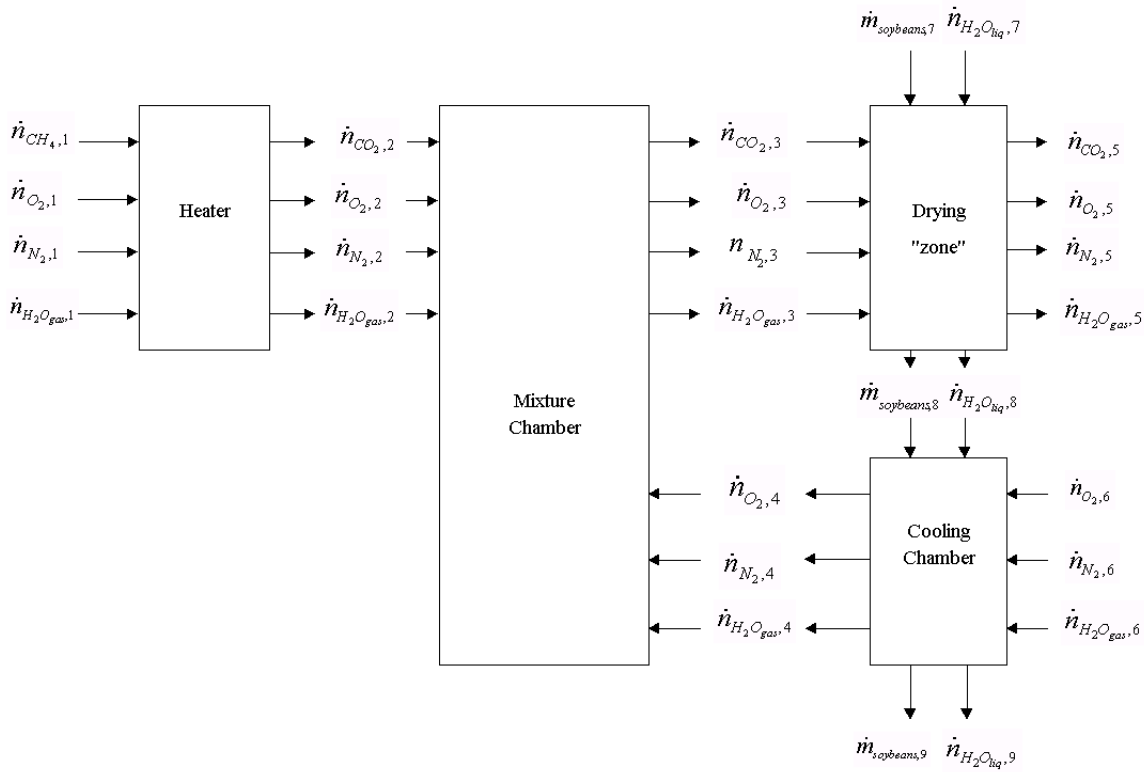 ṁ_soybeans,7 ṅ_H₂O_liq,7
ṅ_CH₄,1 ṅ_CO₂,2 ṅ_CO₂,3 ṅ_CO₂,5
ṅ_O₂,1 Heater ṅ_O₂,2 ṅ_O₂,3 Drying ṅ_O₂,5
ṅ_N₂,1 ṅ_N₂,2 n_N₂,3 "zone" ṅ_N₂,5
ṅ_H₂O_gas,1 ṅ_H₂O_gas,2 ṅ_H₂O_gas,3 ṅ_H₂O_gas,5
ṁ_soybeans,8 ṅ_H₂O_liq,8
Mixture
Chamber
ṅ_O₂,4 ṅ_O₂,6
Cooling
Chamber
ṅ_N₂,4 ṅ_N₂,6
ṅ_H₂O_gas,4 ṅ_H₂O_gas,6
ṁ_soybeans,9 ṅ_H₂O_liq,9